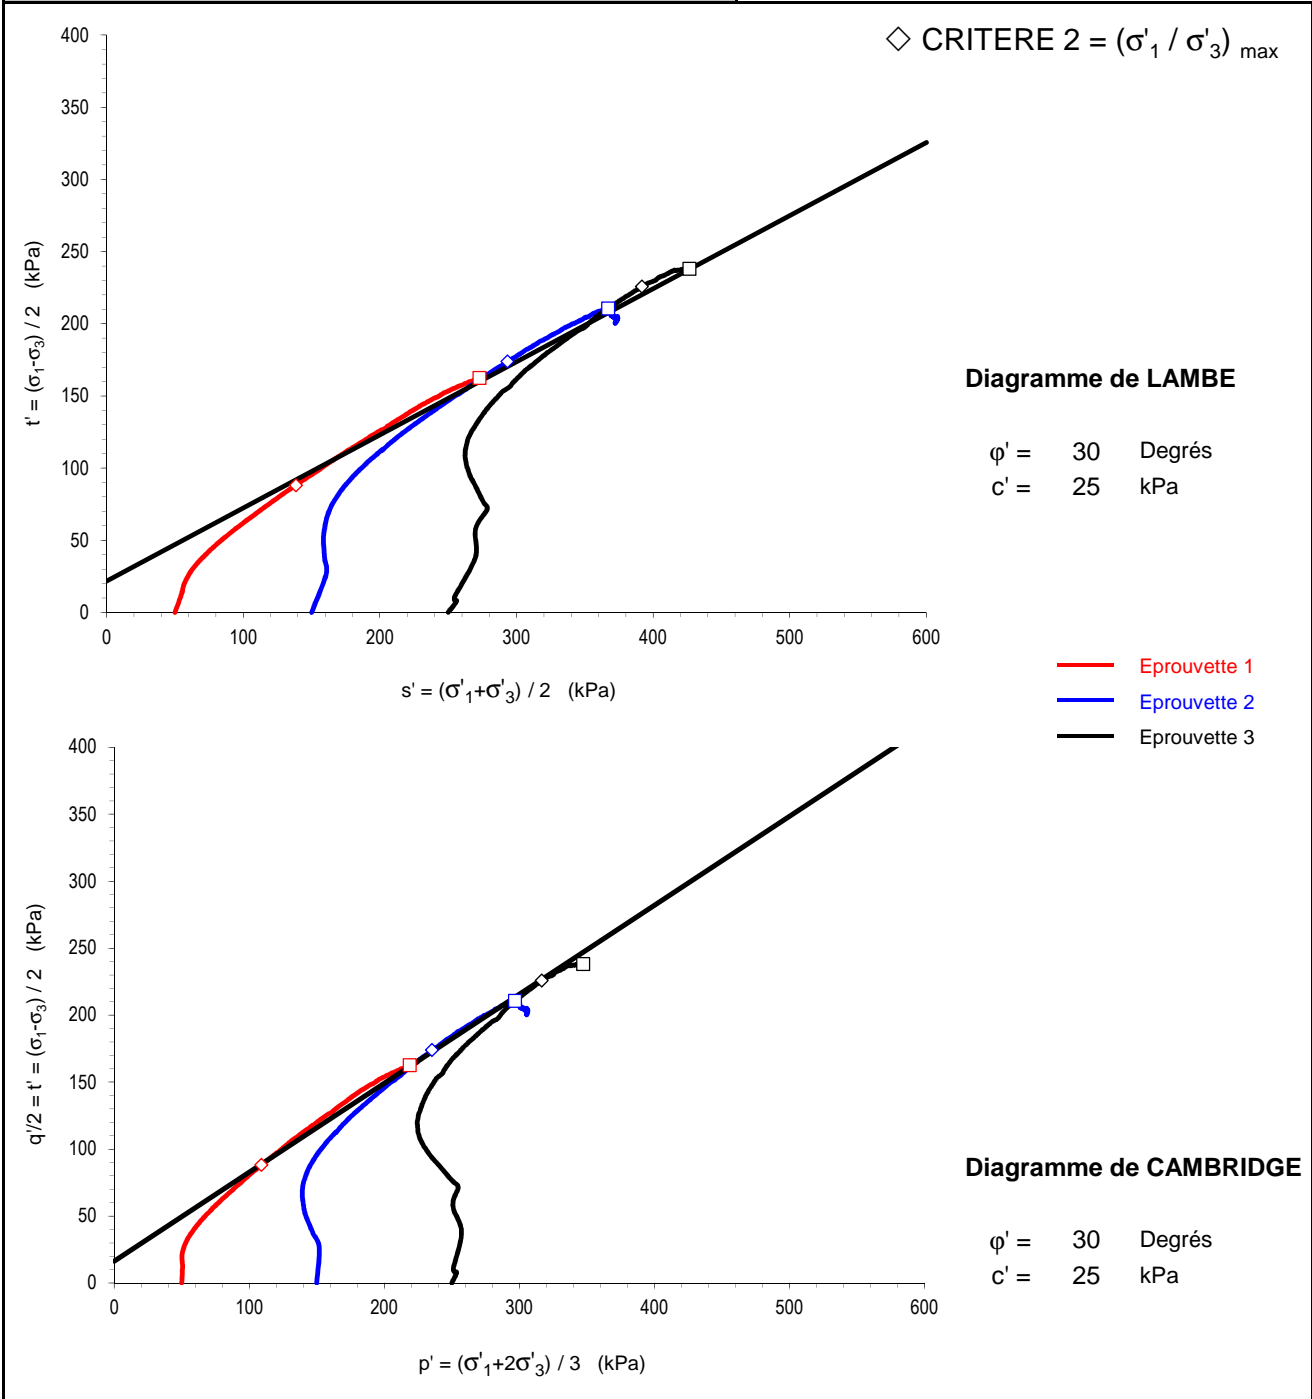 ◇ CRITERE 2 = (σ'1 / σ'3) max
400
350
300
250
200
150
100
50
0
t' = (σ1-σ3) / 2 (kPa)
0 100 200 300 400 500 600
s' = (σ'1+σ'3) / 2 (kPa)
Diagramme de LAMBE
φ' = 30 Degrés
c' = 25 kPa
Eprouvette 1
Eprouvette 2
Eprouvette 3
400
350
300
250
200
150
100
50
0
q'/2 = t' = (σ1-σ3) / 2 (kPa)
0 100 200 300 400 500 600
p' = (σ'1+2σ'3) / 3 (kPa)
Diagramme de CAMBRIDGE
φ' = 30 Degrés
c' = 25 kPa